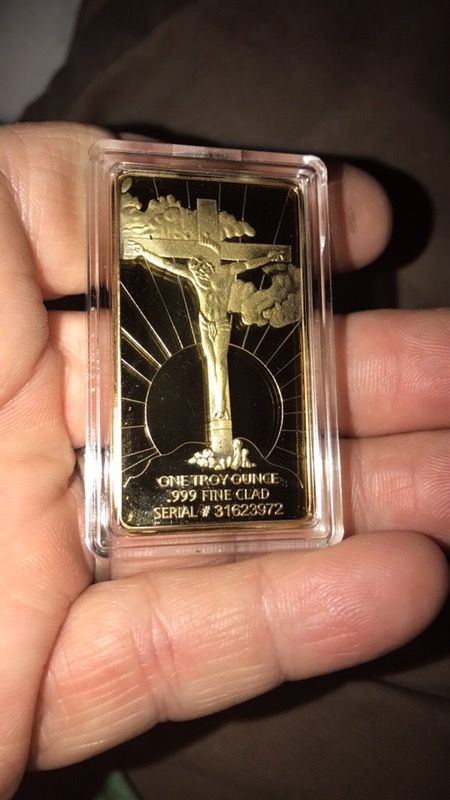 ONE TROY OUNCE
.999 FINE CLAD
SERIAL # 31623972